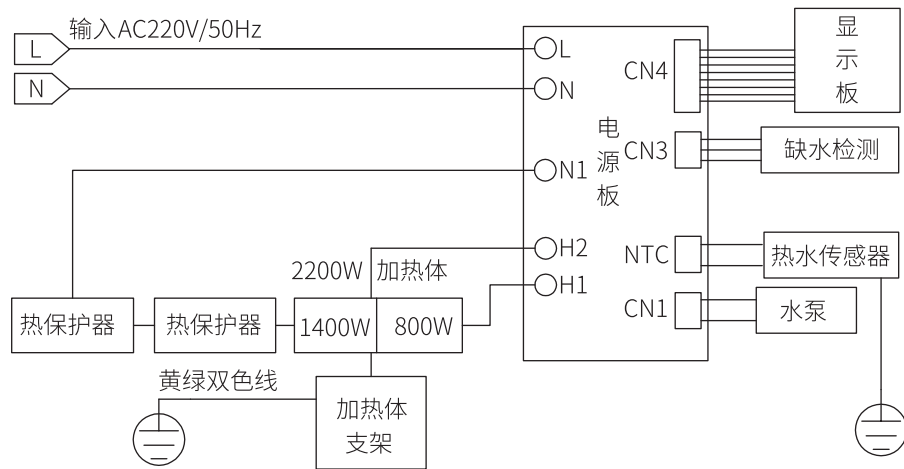 输入AC220V/50Hz
L
N
L
N
N1
H2
H1
电源板
CN4
CN3
NTC
CN1
显示板
缺水检测
热水传感器
水泵
2200W 加热体
热保护器
热保护器
1400W
800W
黄绿双色线
加热体
支架